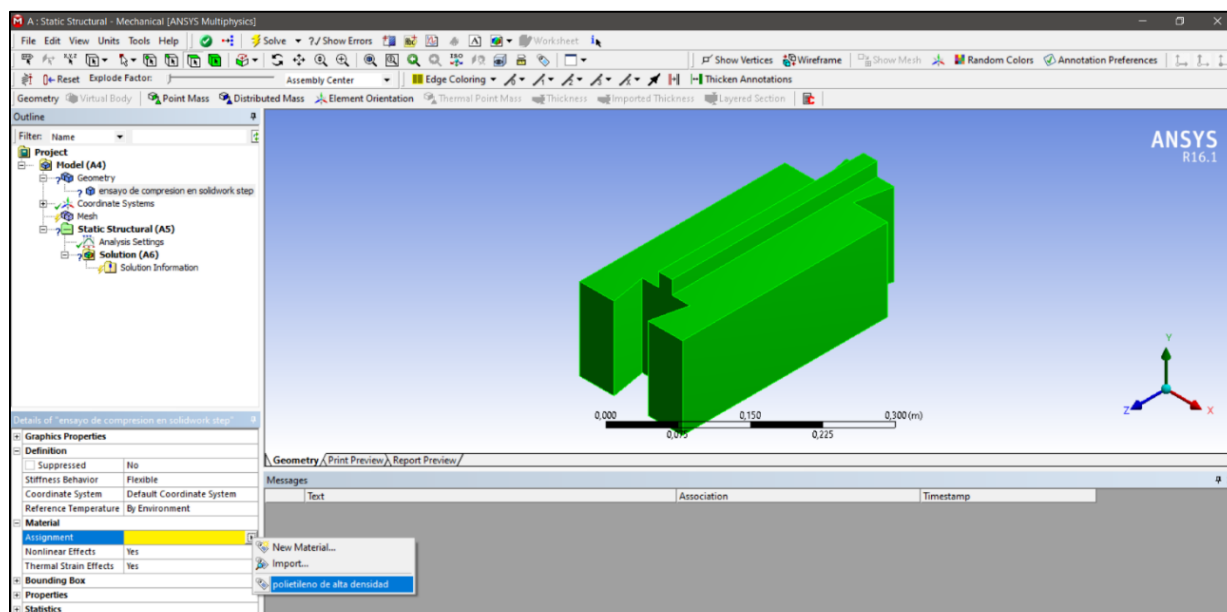 A : Static Structural - Mechanical [ANSYS Multiphysics]
File Edit View Units Tools Help Solve ?/ Show Errors Worksheet
Show Vertices Wireframe Show Mesh Random Colors Annotation Preferences
Reset Explode Factor: Assembly Center Edge Coloring Thicken Annotations
Geometry Virtual Body Point Mass Distributed Mass Element Orientation Thermal Point Mass Thickness Imported Thickness Layered Section
Outline
Filter: Name
Project
Model (A4)
Geometry
ensayo de compresion en solidwork step
Coordinate Systems
Mesh
Static Structural (A5)
Analysis Settings
Solution (A6)
Solution Information
ANSYS
R16.1
Y
Z
X
0,000 0,150 0,300 (m)
0,075 0,225
Geometry Print Preview Report Preview
Details of "ensayo de compresion en solidwork step"
Graphics Properties
Definition
Suppressed No
Stiffness Behavior Flexible
Coordinate System Default Coordinate System
Reference Temperature By Environment
Material
Assignment
Nonlinear Effects Yes
Thermal Strain Effects Yes
Bounding Box
Properties
Statistics
New Material...
Import...
polietileno de alta densidad
Messages
Text Association Timestamp